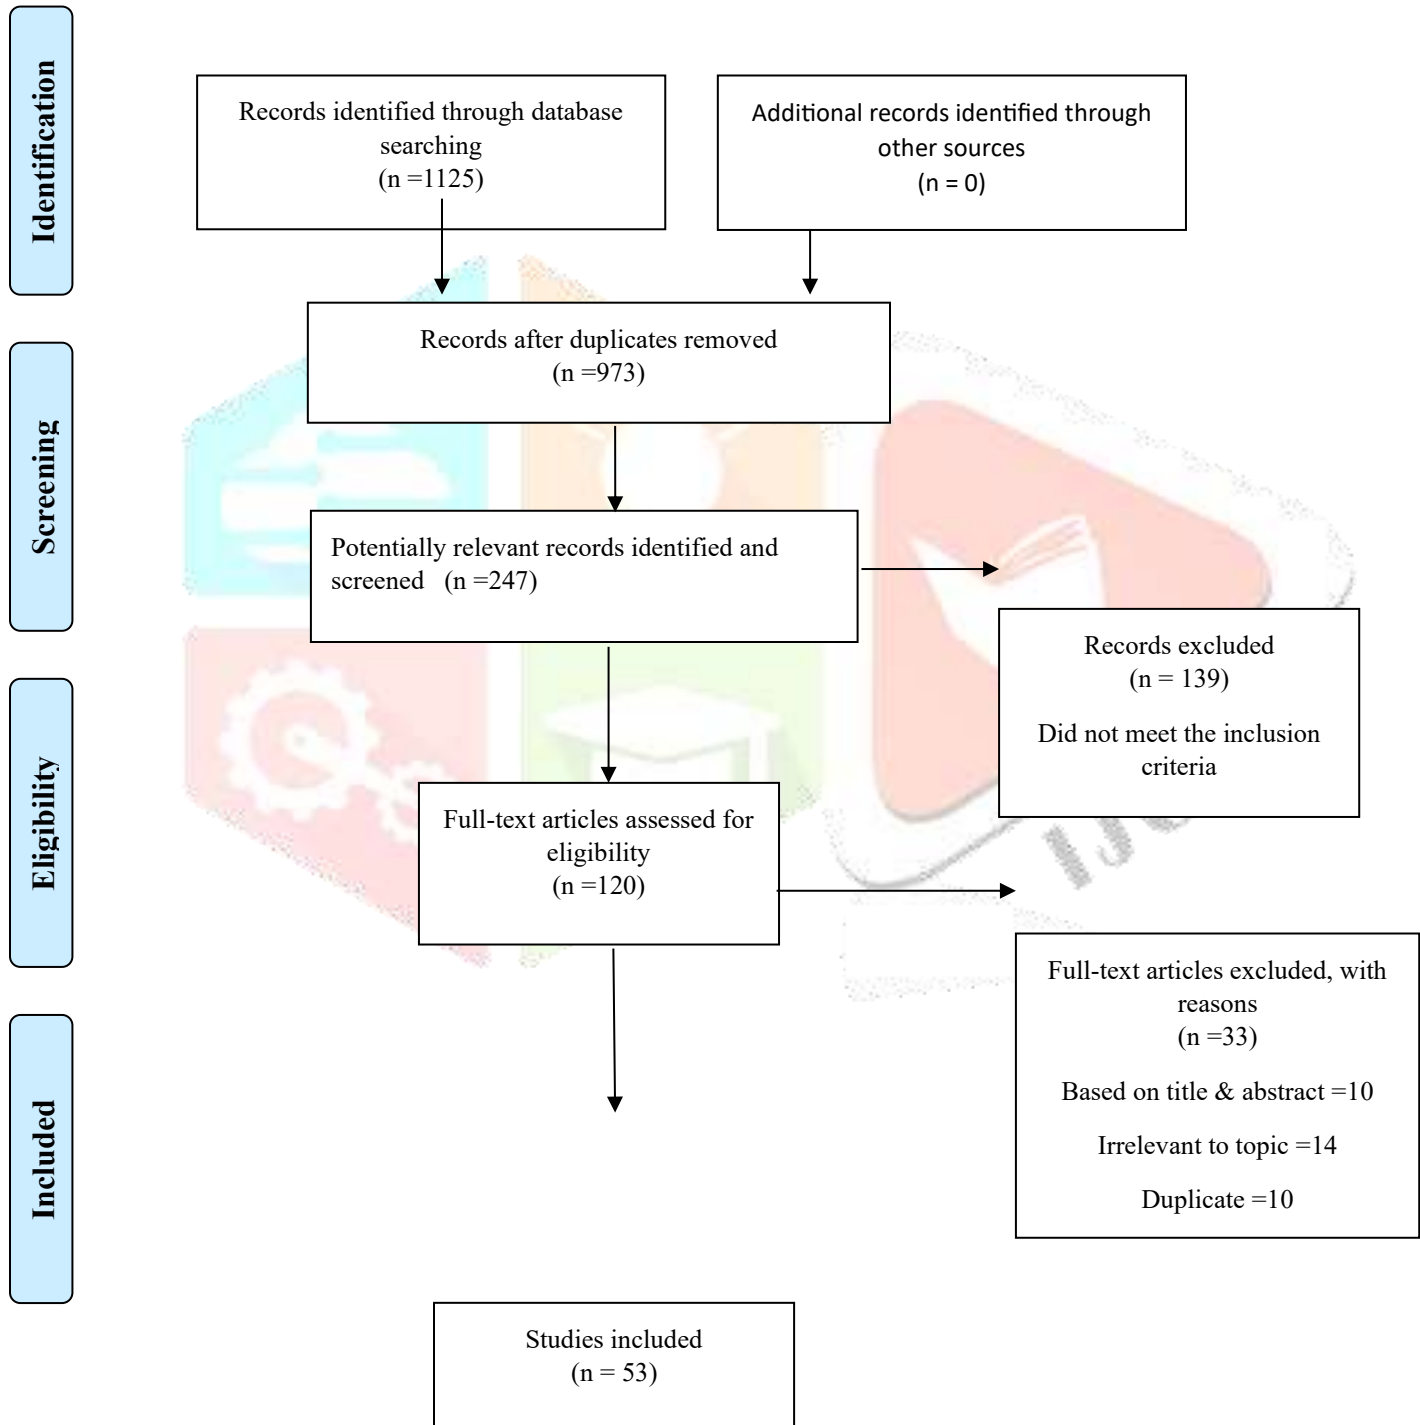 Identification
Records identified through database
searching
(n =1125)
Additional records identified through
other sources
(n = 0)
Records after duplicates removed
(n =973)
Screening
Potentially relevant records identified and
screened (n =247)
Records excluded
(n = 139)
Did not meet the inclusion
criteria
Eligibility
Full-text articles assessed for
eligibility
(n =120)
Full-text articles excluded, with
reasons
(n =33)
Based on title & abstract =10
Irrelevant to topic =14
Duplicate =10
Included
Studies included
(n = 53)